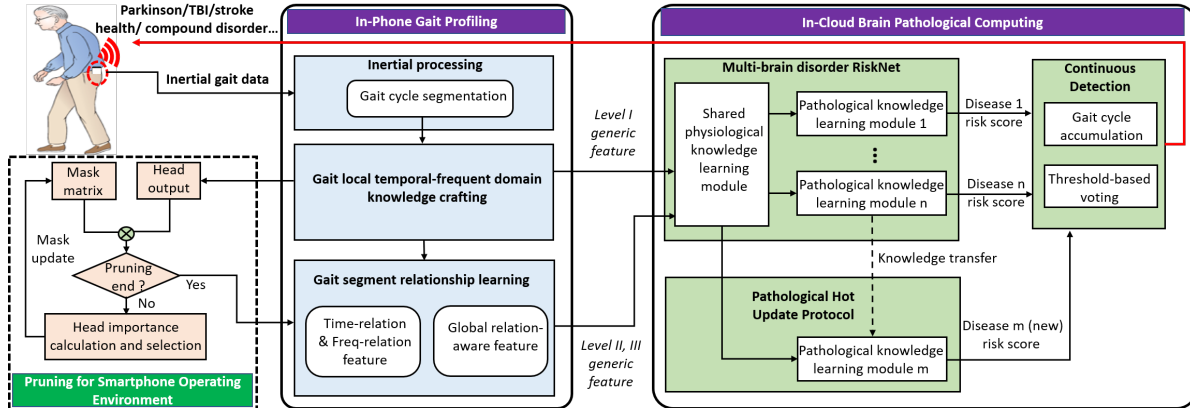 Parkinson/TBI/stroke
health/ compound disorder…
Inertial gait data
Mask
matrix
Head
output
Mask
update
Pruning
end ?
Yes
No
Head importance
calculation and selection
Pruning for Smartphone Operating
Environment
In-Phone Gait Profiling
Inertial processing
Gait cycle segmentation
Gait local temporal-frequent domain
knowledge crafting
Gait segment relationship learning
Time-relation
& Freq-relation
feature
Global relation-
aware feature
Level I
generic
feature
Level II, III
generic
feature
In-Cloud Brain Pathological Computing
Multi-brain disorder RiskNet
Shared
physiological
knowledge
learning
module
Pathological knowledge
learning module 1
Pathological knowledge
learning module n
Knowledge transfer
Pathological Hot
Update Protocol
Pathological knowledge
learning module m
Disease 1
risk score
Disease n
risk score
Disease m (new)
risk score
Continuous
Detection
Gait cycle
accumulation
Threshold-based
voting